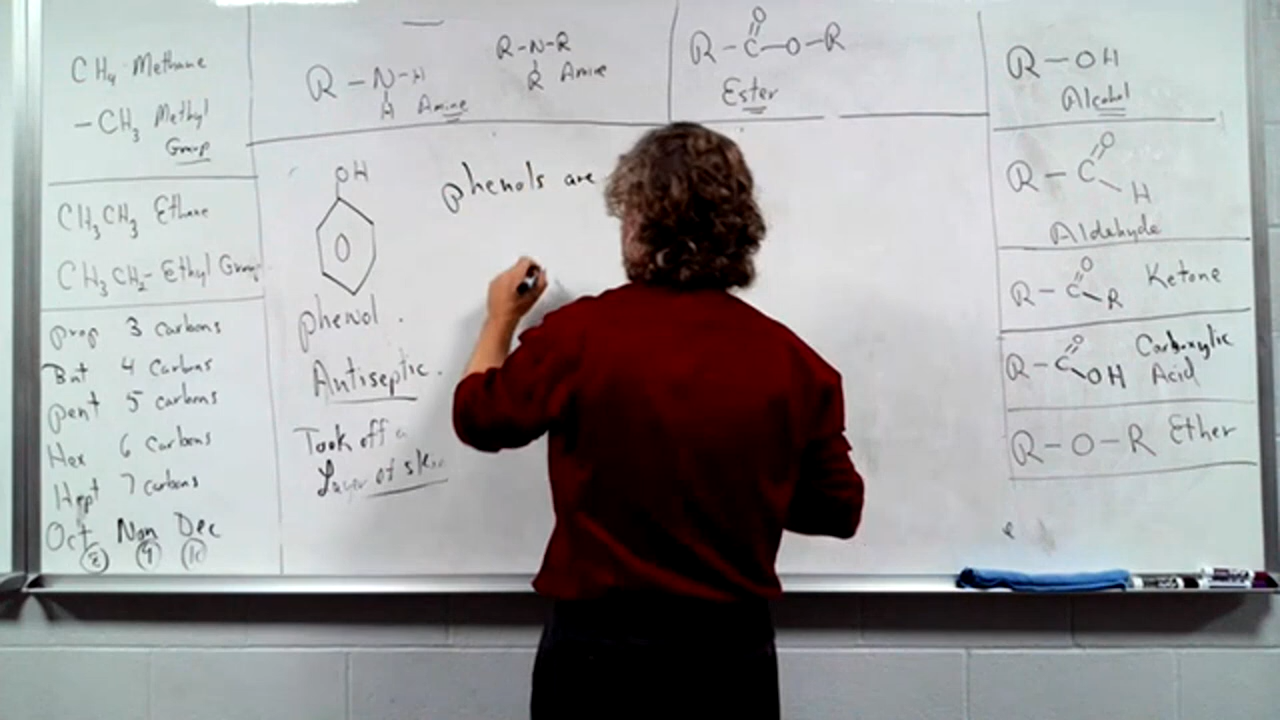 CH4 Methane
-CH3 Methyl
Group
CH3CH3 Ethane
CH3CH2- Ethyl Group
prop 3 carbons
But 4 Carbons
pent 5 carbons
Hex 6 carbons
Hept 7 carbons
Oct Non Dec
8 9 10
R-N-H
H Amine
R-N-R
R Amine
O
R-C-O-R
Ester
OH
O
phenol.
Antiseptic.
Took off a
Layer of skin
phenols are
R-OH
Alcohol
O
R-C
H
Aldehyde
O
R-C-R Ketone
O
R-C-OH Carboxylic
Acid
R-O-R Ether